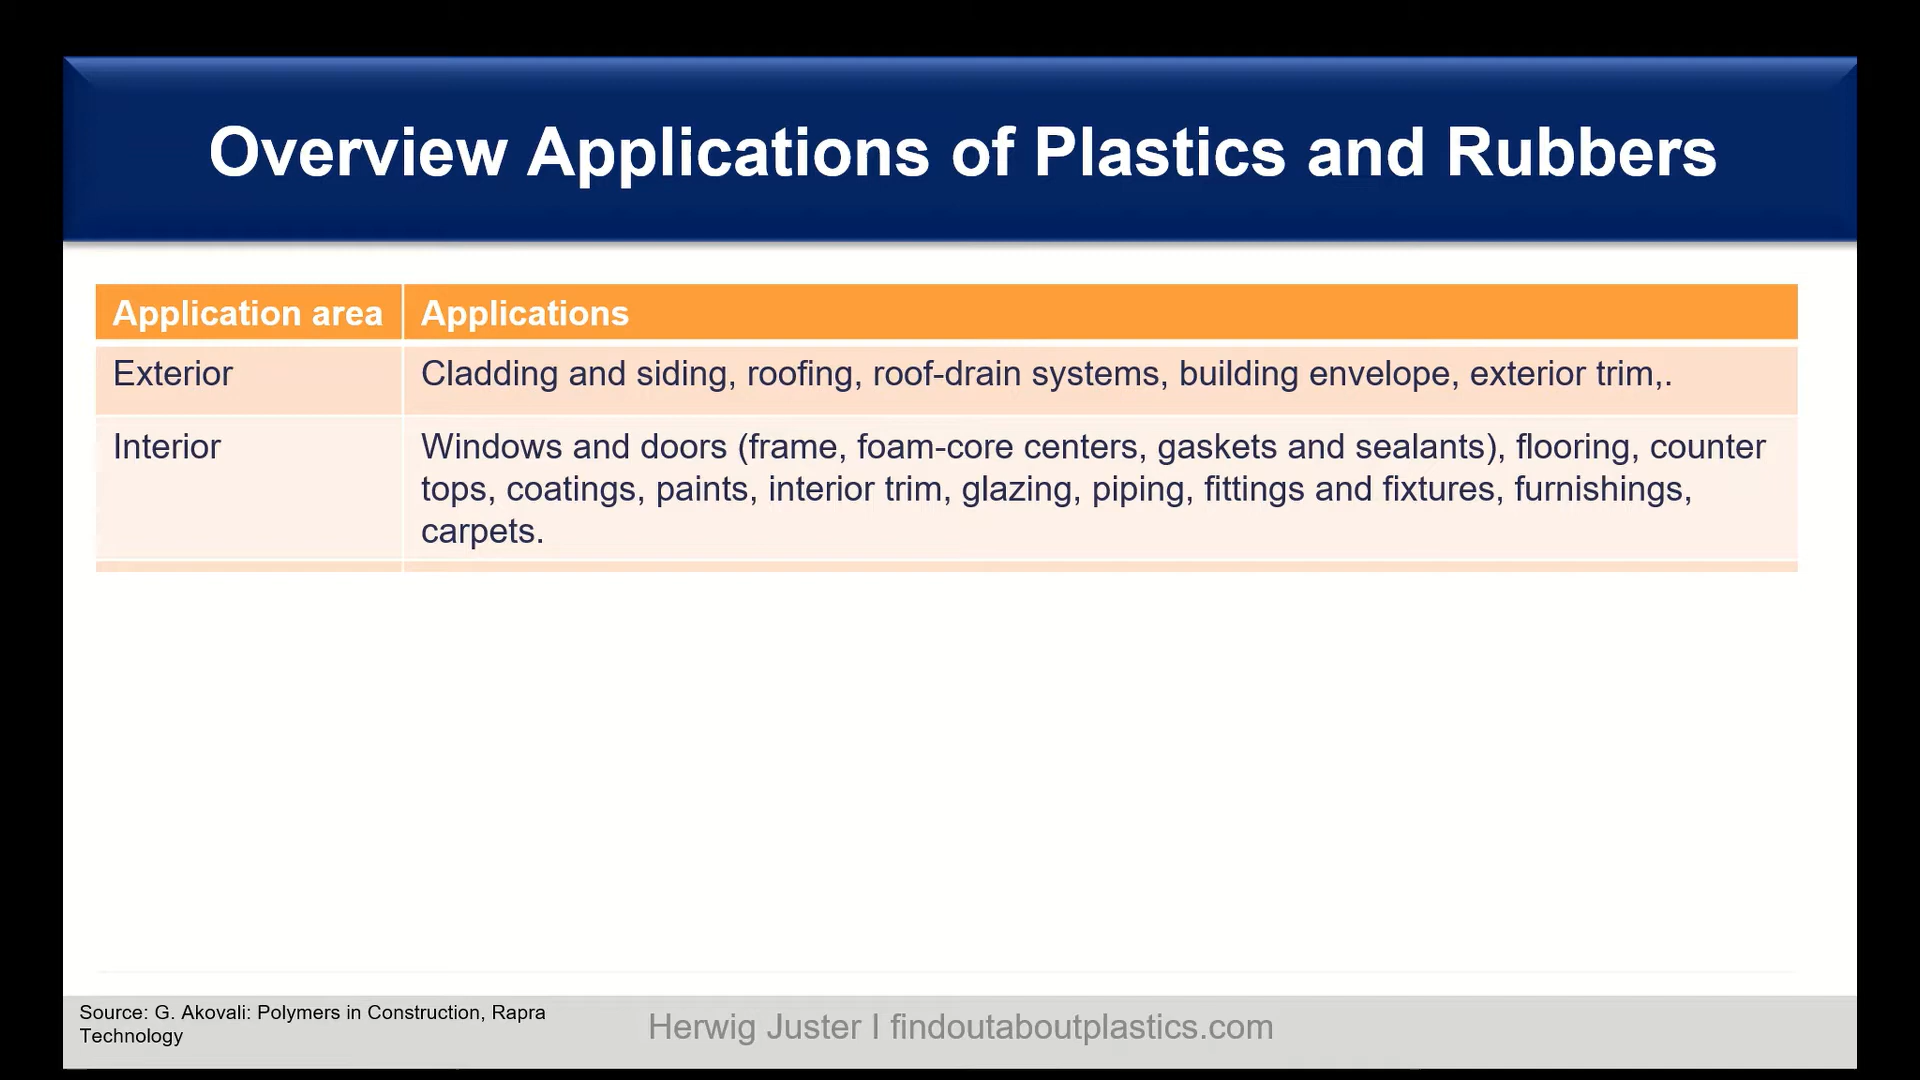 Overview Applications of Plastics and Rubbers
Application area
Applications
Exterior
Cladding and siding, roofing, roof-drain systems, building envelope, exterior trim,.
Interior
Windows and doors (frame, foam-core centers, gaskets and sealants), flooring, counter
tops, coatings, paints, interior trim, glazing, piping, fittings and fixtures, furnishings,
carpets.
Source: G. Akovali: Polymers in Construction, Rapra
Technology
Herwig Juster I findoutaboutplastics.com